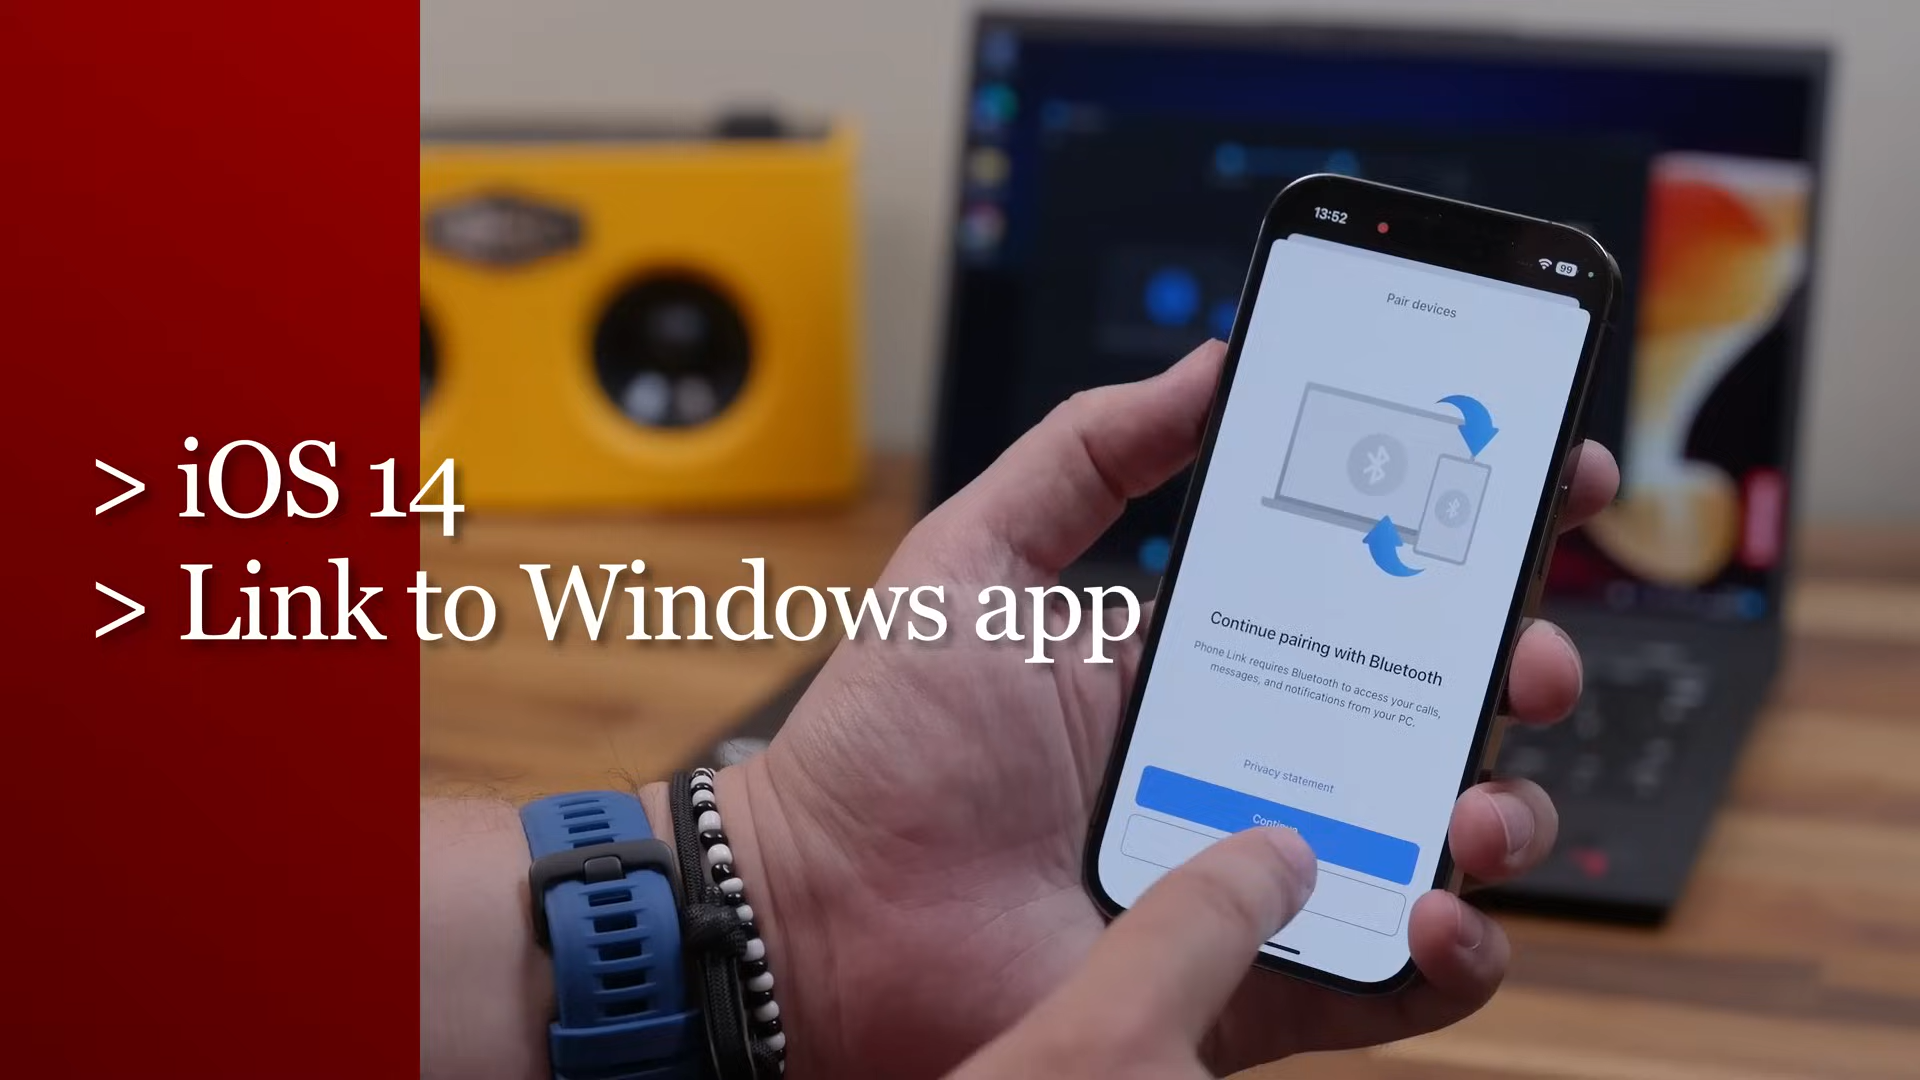 > iOS 14
> Link to Windows app
13:52
99
Pair devices
Continue pairing with Bluetooth
Phone Link requires Bluetooth to access your calls,
messages, and notifications from your PC.
Privacy statement
Continue